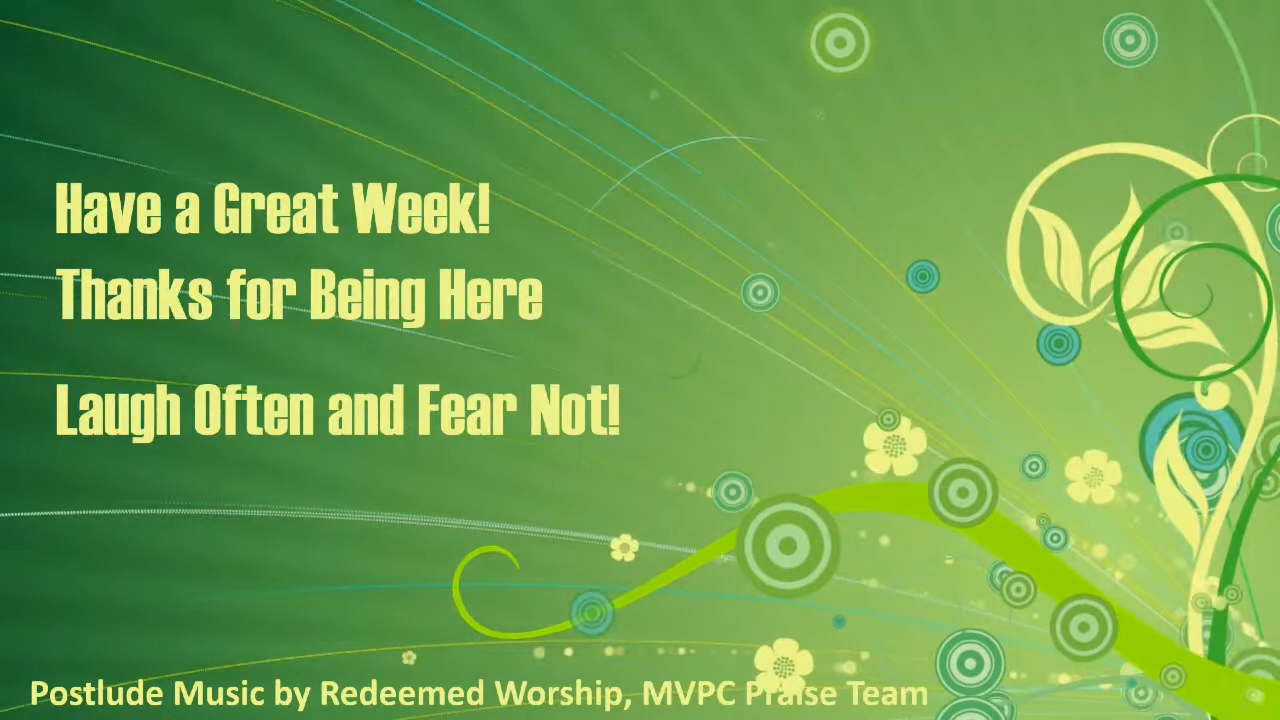 Have a Great Week!
Thanks for Being Here
Laugh Often and Fear Not!
Postlude Music by Redeemed Worship, MVPC Praise Team